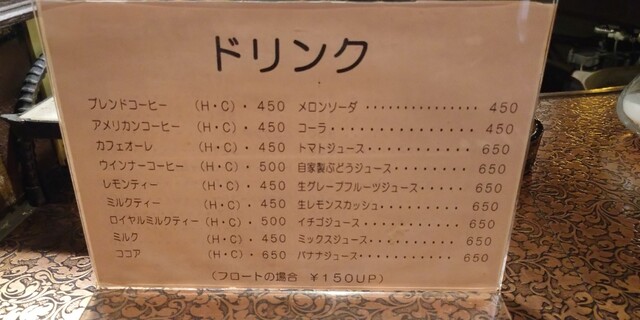 ドリンク
ブレンドコーヒー (H・C)・ 450
アメリカンコーヒー (H・C)・ 450
カフェオーレ (H・C)・ 450
ウインナーコーヒー (H・C)・ 500
レモンティー (H・C)・ 450
ミルクティー (H・C)・ 450
ロイヤルミルクティー (H・C)・ 500
ミルク (H・C)・ 450
ココア (H・C)・ 650
メロンソーダ ・・・・・・・・・・・・・・・ 450
コーラ・・・・・・・・・・・・・・・・・ 450
トマトジュース・・・・・・・・・・・・・ 650
自家製ぶどうジュース・・・・・・・・・ 650
生グレープフルーツジュース・・・・・・ 650
生レモンスカッシュ・・・・・・・・・・ 650
イチゴジュース・・・・・・・・・・・・ 650
ミックスジュース・・・・・・・・・・・ 650
バナナジュース・・・・・・・・・・・・ 650
(フロートの場合 ¥150UP)